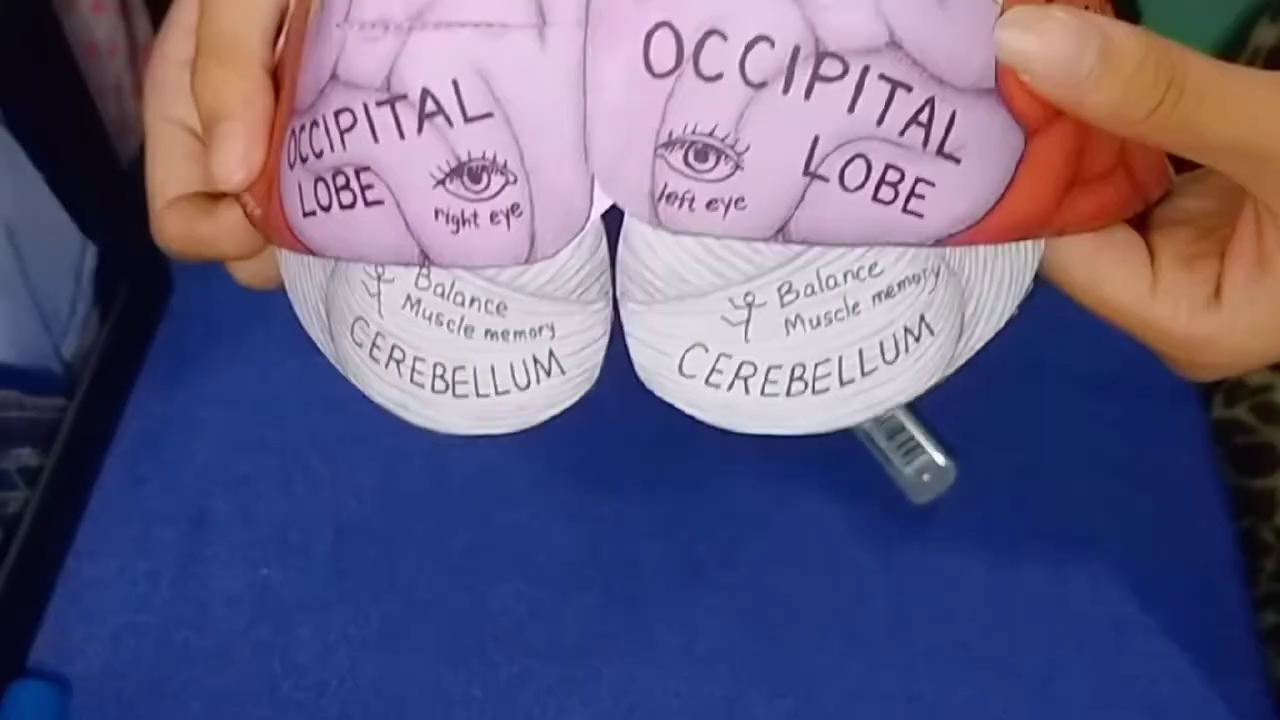 OCCIPITAL
LOBE
right eye
OCCIPITAL
LOBE
left eye
Balance
Muscle memory
CEREBELLUM
Balance
Muscle memory
CEREBELLUM